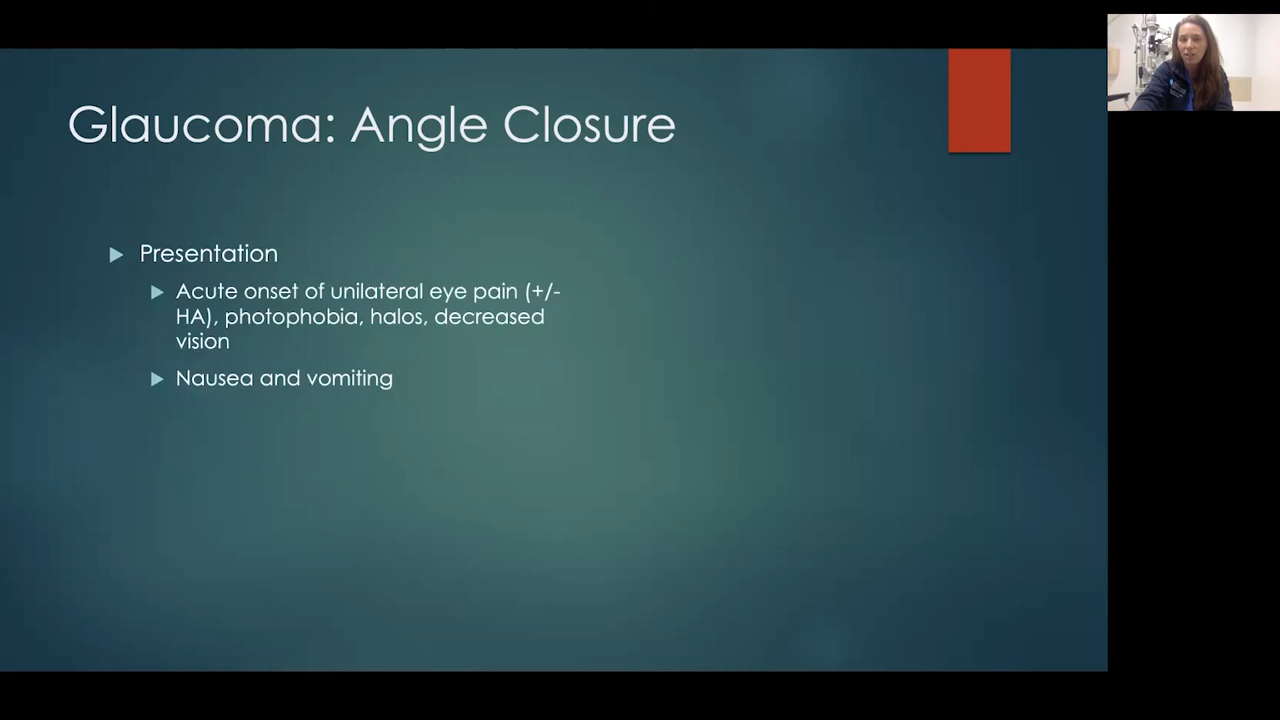 Glaucoma: Angle Closure
Presentation
Acute onset of unilateral eye pain (+/-
HA), photophobia, halos, decreased
vision
Nausea and vomiting